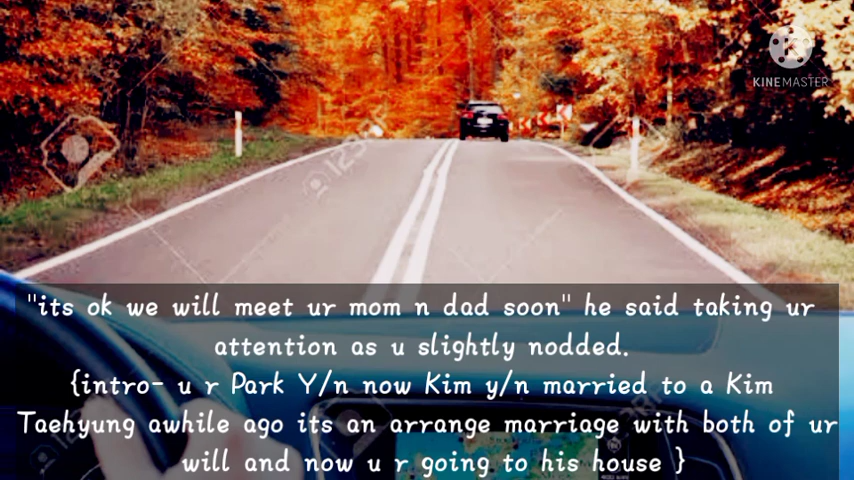 KINEMASTER
"its ok we will meet ur mom n dad soon" he said taking ur
attention as u slightly nodded.
{intro- u r Park Y/n now Kim y/n married to a Kim
Taehyung awhile ago its an arrange marriage with both of ur
will and now u r going to his house }